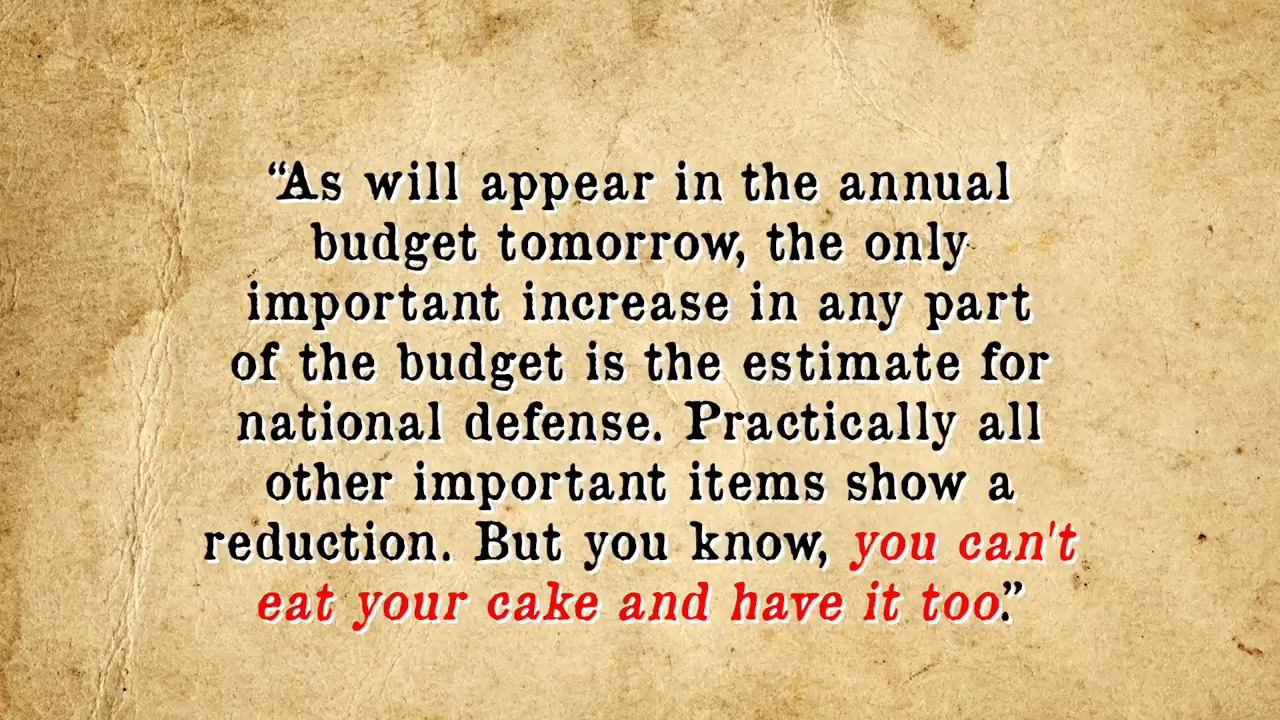 “As will appear in the annual
budget tomorrow, the only
important increase in any part
of the budget is the estimate for
national defense. Practically all
other important items show a
reduction. But you know, you can't
eat your cake and have it too.”